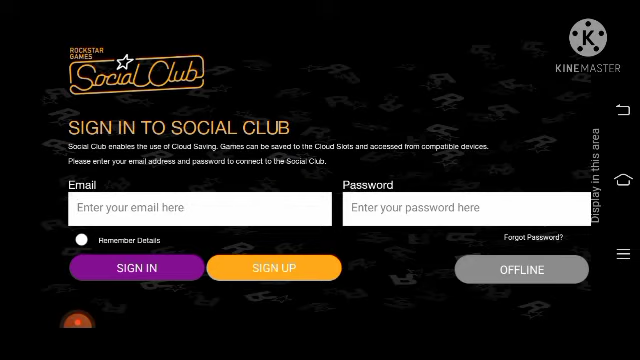 ROCKSTAR
GAMES
Social Club
K
KINEMASTER
SIGN IN TO SOCIAL CLUB
Social Club enables the use of Cloud Saving. Games can be saved to the Cloud Slots and accessed from compatible devices.
Please enter your email address and password to connect to the Social Club.
Email
Password
Enter your email here
Enter your password here
Remember Details
Forgot Password?
SIGN IN
SIGN UP
OFFLINE
Display in this area